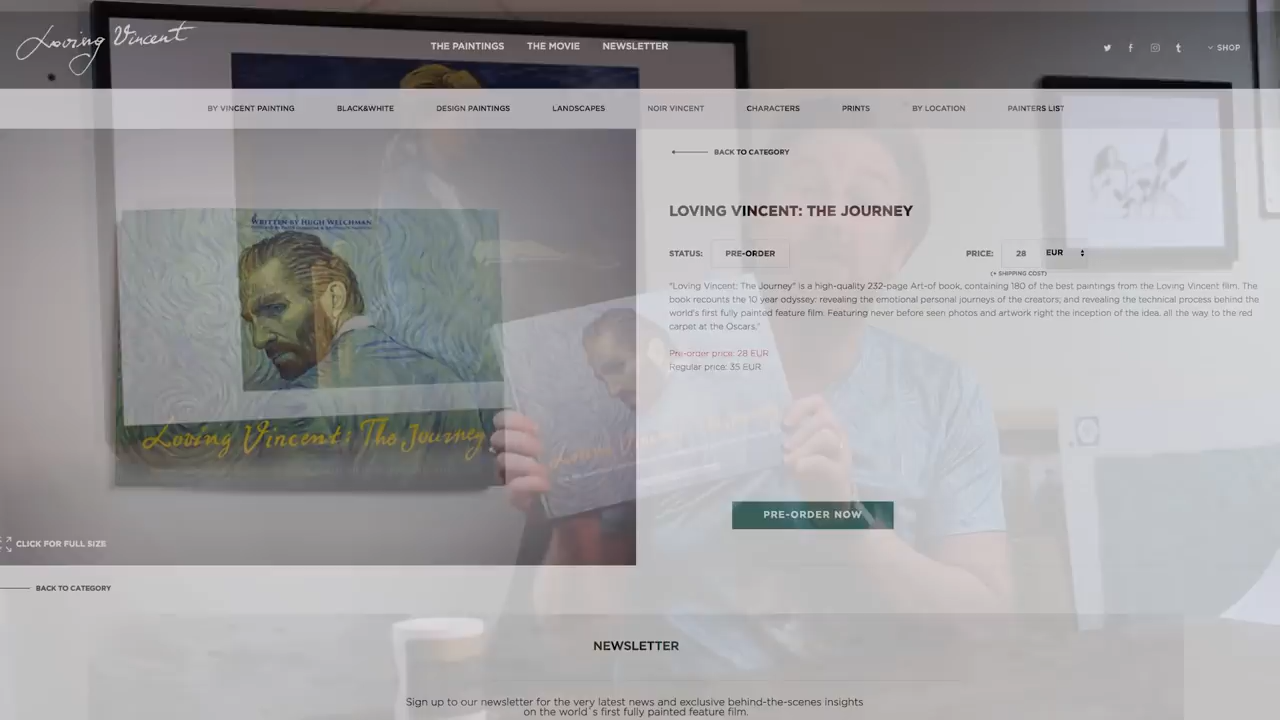 Loving Vincent
THE PAINTINGS THE MOVIE NEWSLETTER
SHOP
BY VINCENT PAINTING BLACK&WHITE DESIGN PAINTINGS LANDSCAPES NOIR VINCENT CHARACTERS PRINTS BY LOCATION PAINTERS LIST
BACK TO CATEGORY
LOVING VINCENT: THE JOURNEY
STATUS: PRE-ORDER PRICE: 28 EUR
(+ SHIPPING COST)
"Loving Vincent: The Journey" is a high-quality 232-page Art-of book, containing 180 of the best paintings from the Loving Vincent film. The
book recounts the 10 year odyssey: revealing the emotional personal journeys of the creators; and revealing the technical process behind the
world's first fully painted feature film. Featuring never before seen photos and artwork right the inception of the idea, all the way to the red
carpet at the Oscars."
Pre-order price: 28 EUR
Regular price: 35 EUR
WRITTEN BY HUGH WELCHMAN
Loving Vincent: The Journey
PRE-ORDER NOW
CLICK FOR FULL SIZE
BACK TO CATEGORY
NEWSLETTER
Sign up to our newsletter for the very latest news and exclusive behind-the-scenes insights
on the world's first fully painted feature film.